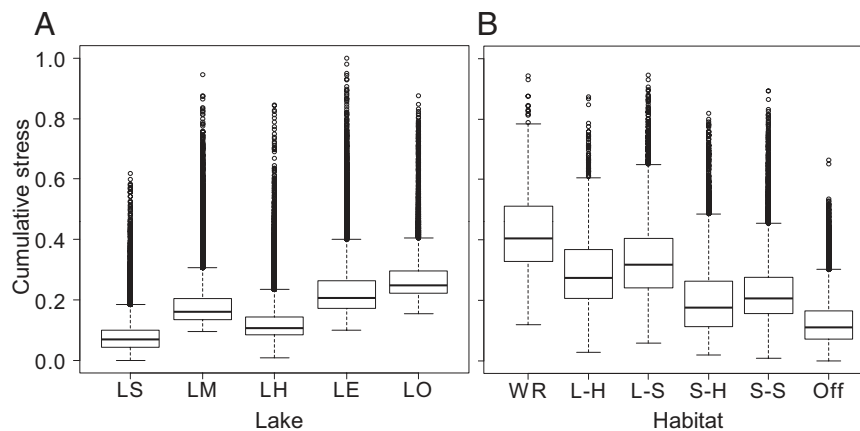 A
B
Cumulative stress
1.0
0.8
0.6
0.4
0.2
0.0
LS LM LH LE LO
WR L-H L-S S-H S-S Off
Lake
Habitat